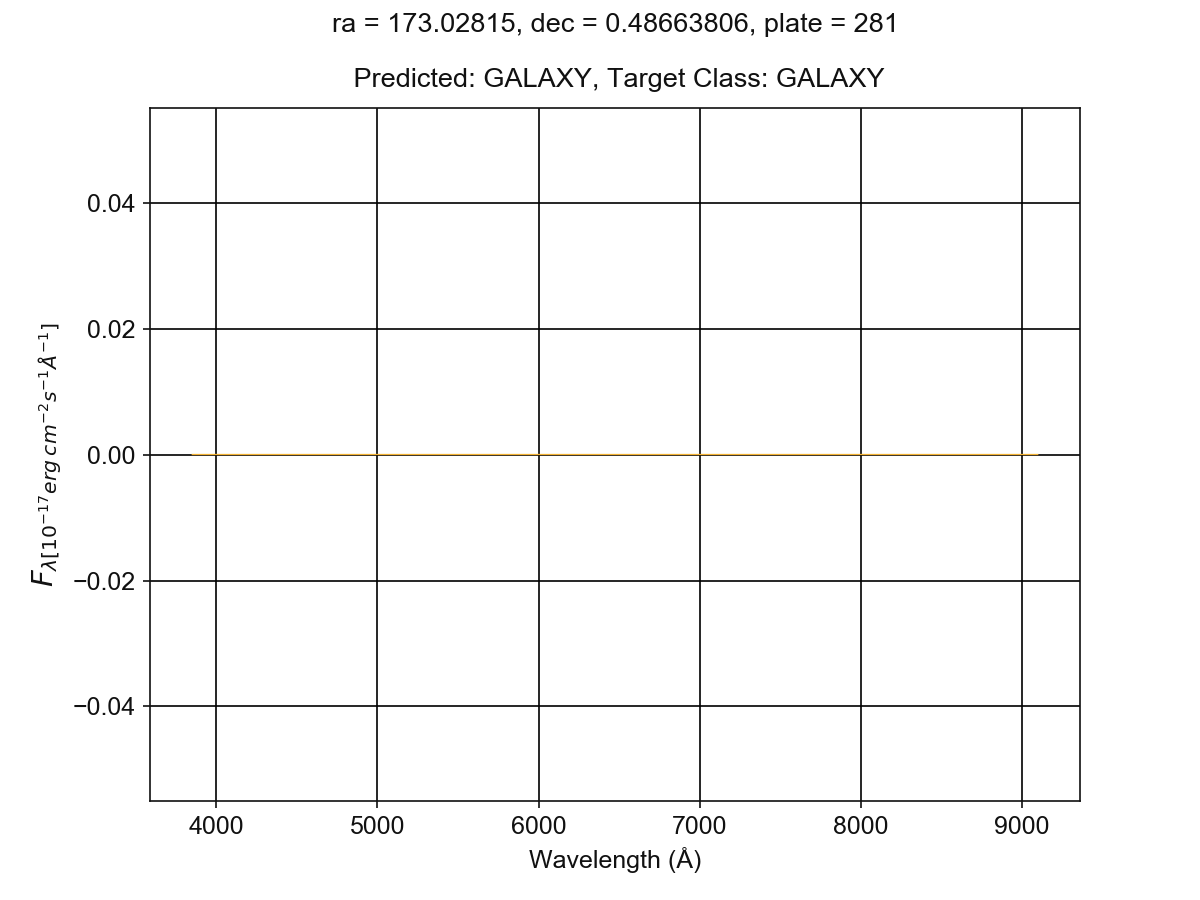 ra = 173.02815, dec = 0.48663806, plate = 281
Predicted: GALAXY, Target Class: GALAXY
0.04
0.02
0.00
−0.02
−0.04
F_λ[10^−17 erg cm^−2 s^−1 Å^−1]
4000 5000 6000 7000 8000 9000
Wavelength (Å)